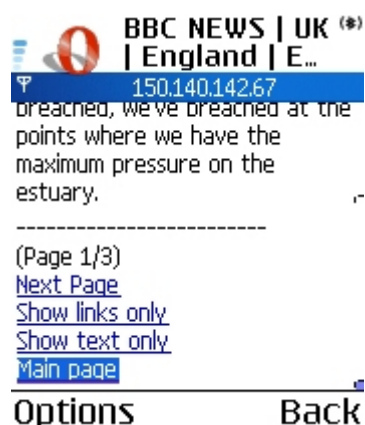 BBC NEWS | UK (*)
| England | E...
150.140.142.67
breached, we've breached at the
points where we have the
maximum pressure on the
estuary.
-------------------------
(Page 1/3)
Next Page
Show links only
Show text only
Main page
Options Back